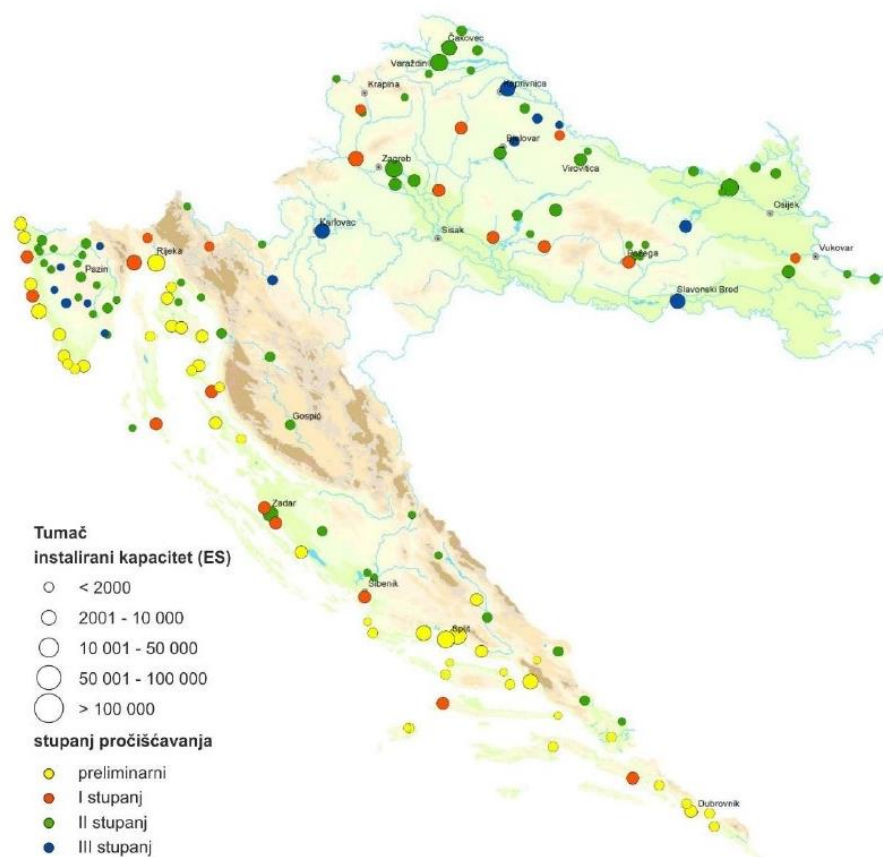 Čakovec
Varaždin
Krapina
Koprivnica
Bjelovar
Zagreb
Virovitica
Osijek
Karlovac
Sisak
Vukovar
Rijeka
Pazin
Požega
Slavonski Brod
Gospić
Zadar
Šibenik
Split
Dubrovnik
Tumač
instalirani kapacitet (ES)
< 2000
2001 - 10 000
10 001 - 50 000
50 001 - 100 000
> 100 000
stupanj pročišćavanja
preliminarni
I stupanj
II stupanj
III stupanj